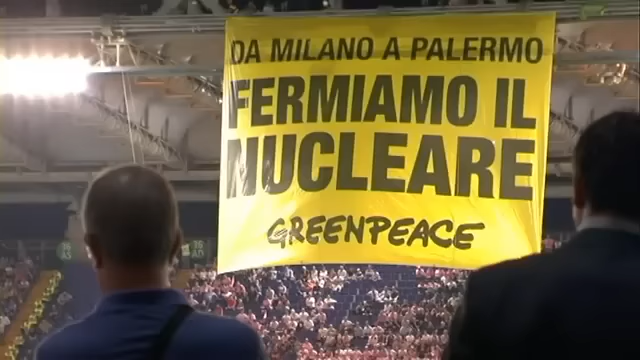 DA MILANO A PALERMO
FERMIAMO IL
NUCLEARE
GREENPEACE